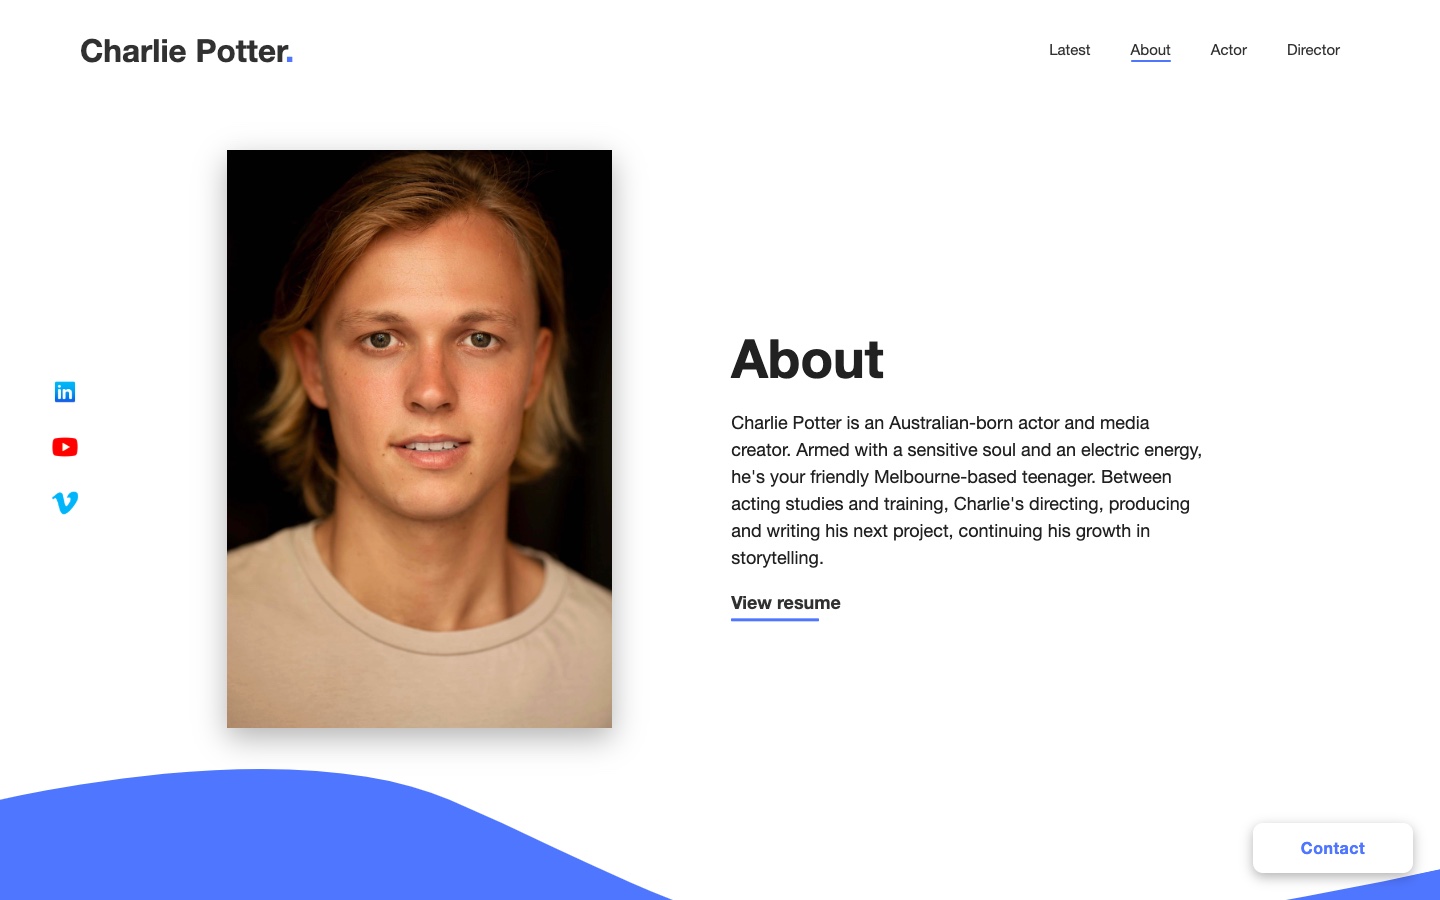 Charlie Potter.
Latest
About
Actor
Director
in
About
Charlie Potter is an Australian-born actor and media
creator. Armed with a sensitive soul and an electric energy,
he's your friendly Melbourne-based teenager. Between
acting studies and training, Charlie's directing, producing
and writing his next project, continuing his growth in
storytelling.
View resume
Contact